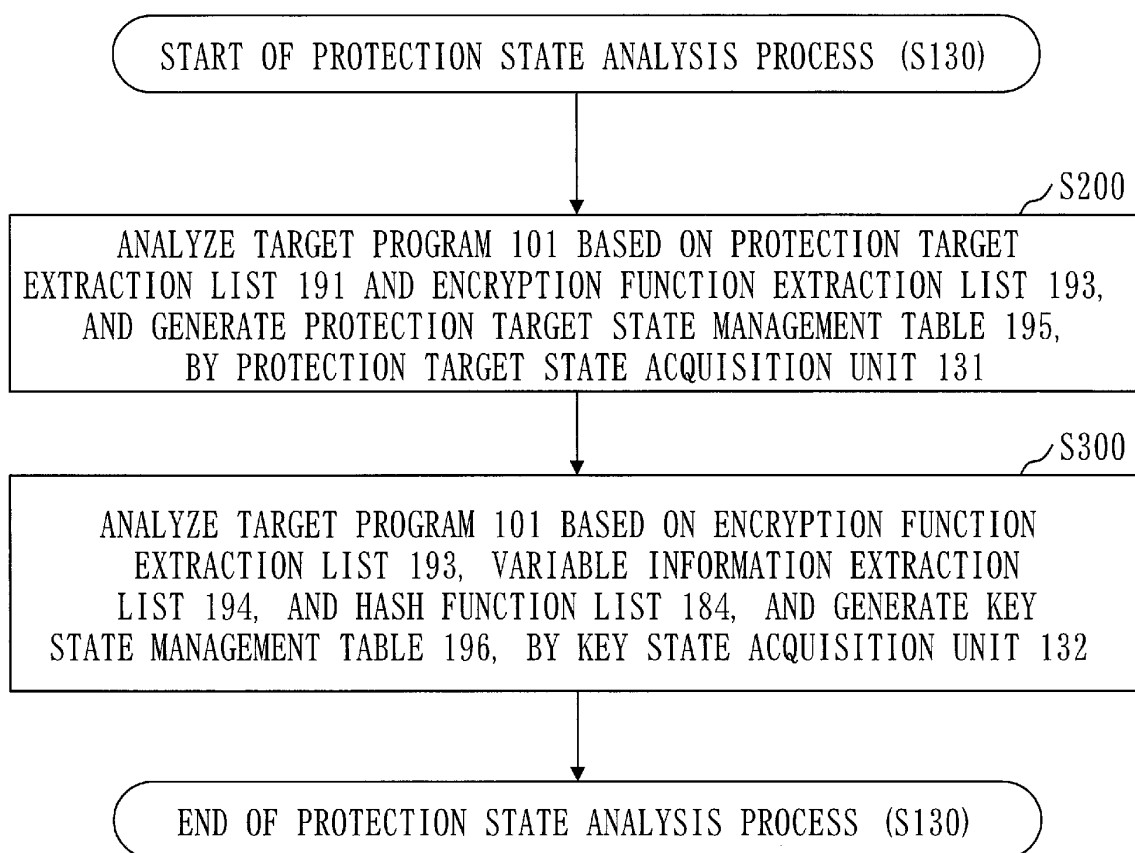 START OF PROTECTION STATE ANALYSIS PROCESS (S130)
S200
ANALYZE TARGET PROGRAM 101 BASED ON PROTECTION TARGET
EXTRACTION LIST 191 AND ENCRYPTION FUNCTION EXTRACTION LIST 193,
AND GENERATE PROTECTION TARGET STATE MANAGEMENT TABLE 195,
BY PROTECTION TARGET STATE ACQUISITION UNIT 131
S300
ANALYZE TARGET PROGRAM 101 BASED ON ENCRYPTION FUNCTION
EXTRACTION LIST 193, VARIABLE INFORMATION EXTRACTION
LIST 194, AND HASH FUNCTION LIST 184, AND GENERATE KEY
STATE MANAGEMENT TABLE 196, BY KEY STATE ACQUISITION UNIT 132
END OF PROTECTION STATE ANALYSIS PROCESS (S130)